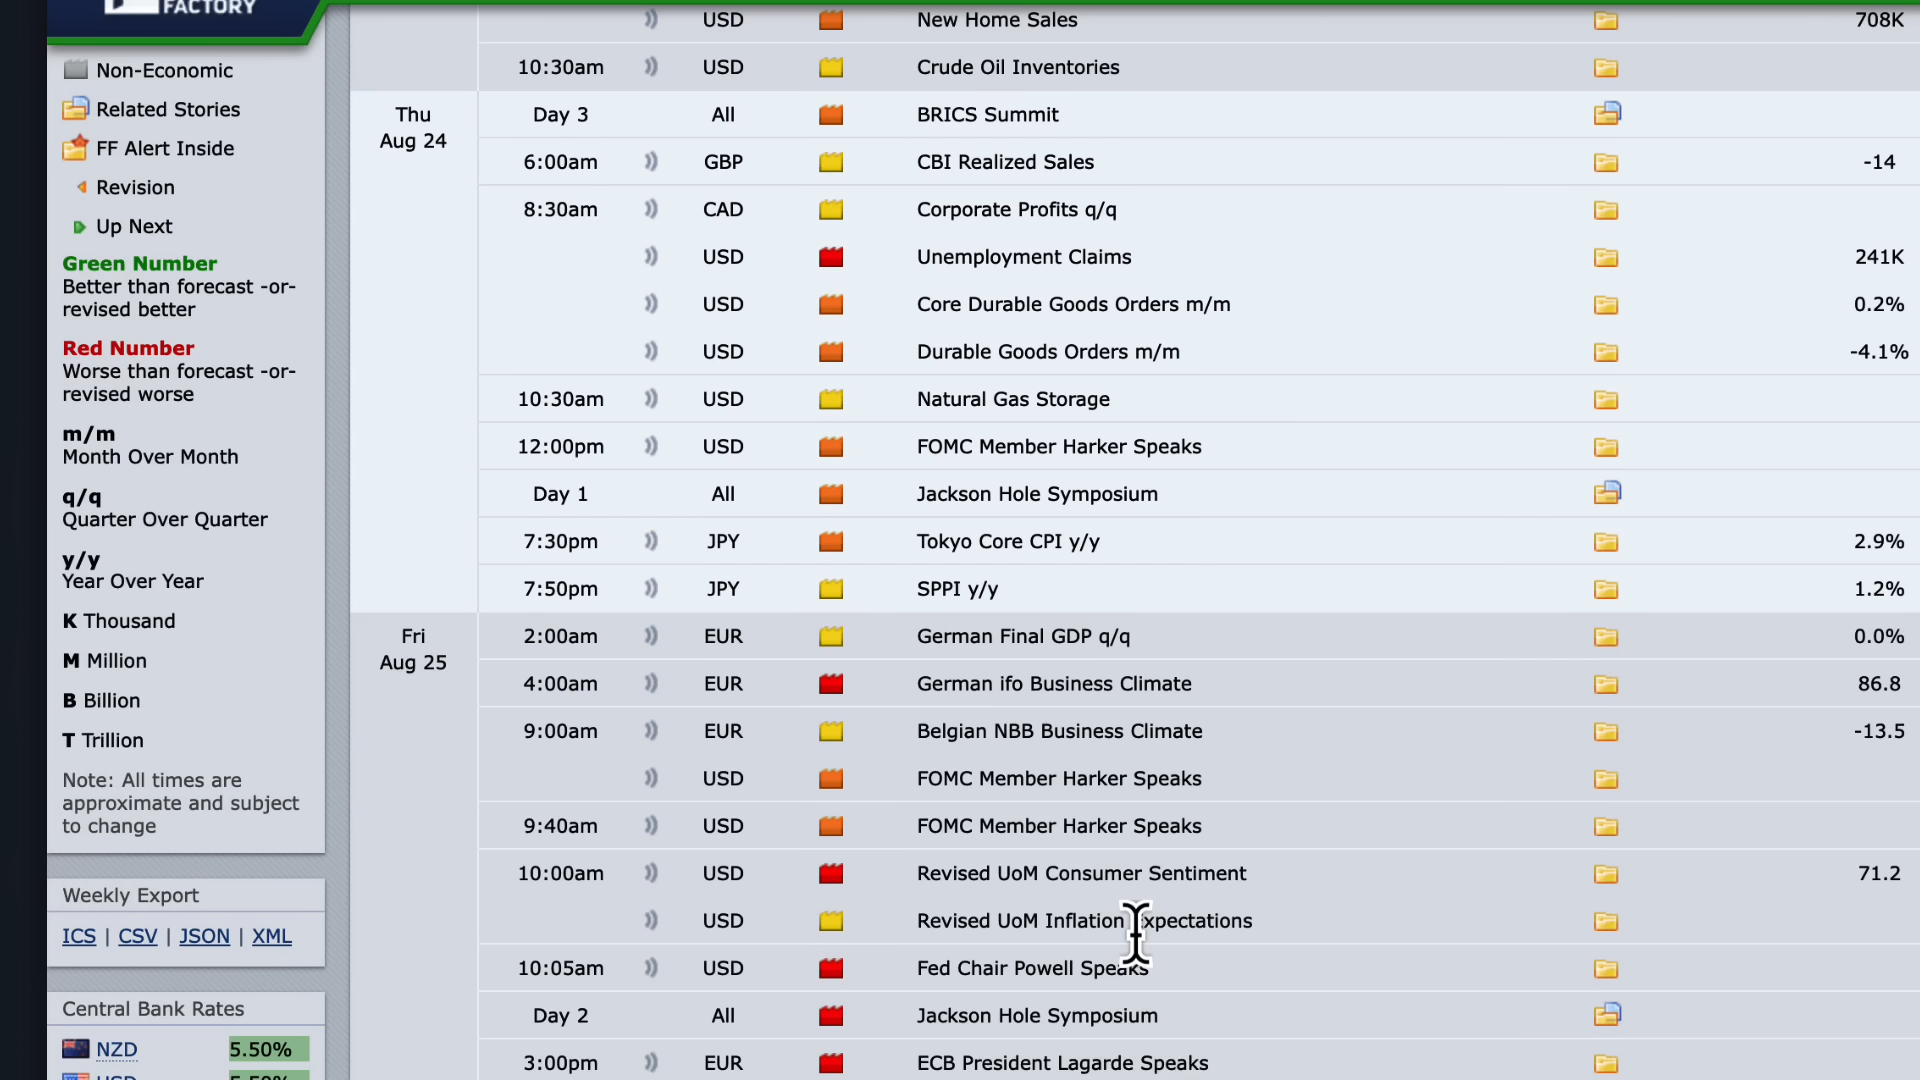 FACTORY
Non-Economic
Related Stories
FF Alert Inside
Revision
Up Next
Green Number
Better than forecast -or-
revised better
Red Number
Worse than forecast -or-
revised worse
m/m
Month Over Month
q/q
Quarter Over Quarter
y/y
Year Over Year
K Thousand
M Million
B Billion
T Trillion
Note: All times are
approximate and subject
to change
Weekly Export
ICS | CSV | JSON | XML
Central Bank Rates
NZD 5.50%
USD New Home Sales 708K
10:30am USD Crude Oil Inventories
Thu
Aug 24
Day 3 All BRICS Summit
6:00am GBP CBI Realized Sales -14
8:30am CAD Corporate Profits q/q
USD Unemployment Claims 241K
USD Core Durable Goods Orders m/m 0.2%
USD Durable Goods Orders m/m -4.1%
10:30am USD Natural Gas Storage
12:00pm USD FOMC Member Harker Speaks
Day 1 All Jackson Hole Symposium
7:30pm JPY Tokyo Core CPI y/y 2.9%
7:50pm JPY SPPI y/y 1.2%
Fri
Aug 25
2:00am EUR German Final GDP q/q 0.0%
4:00am EUR German ifo Business Climate 86.8
9:00am EUR Belgian NBB Business Climate -13.5
USD FOMC Member Harker Speaks
9:40am USD FOMC Member Harker Speaks
10:00am USD Revised UoM Consumer Sentiment 71.2
USD Revised UoM Inflation Expectations
10:05am USD Fed Chair Powell Speaks
Day 2 All Jackson Hole Symposium
3:00pm EUR ECB President Lagarde Speaks